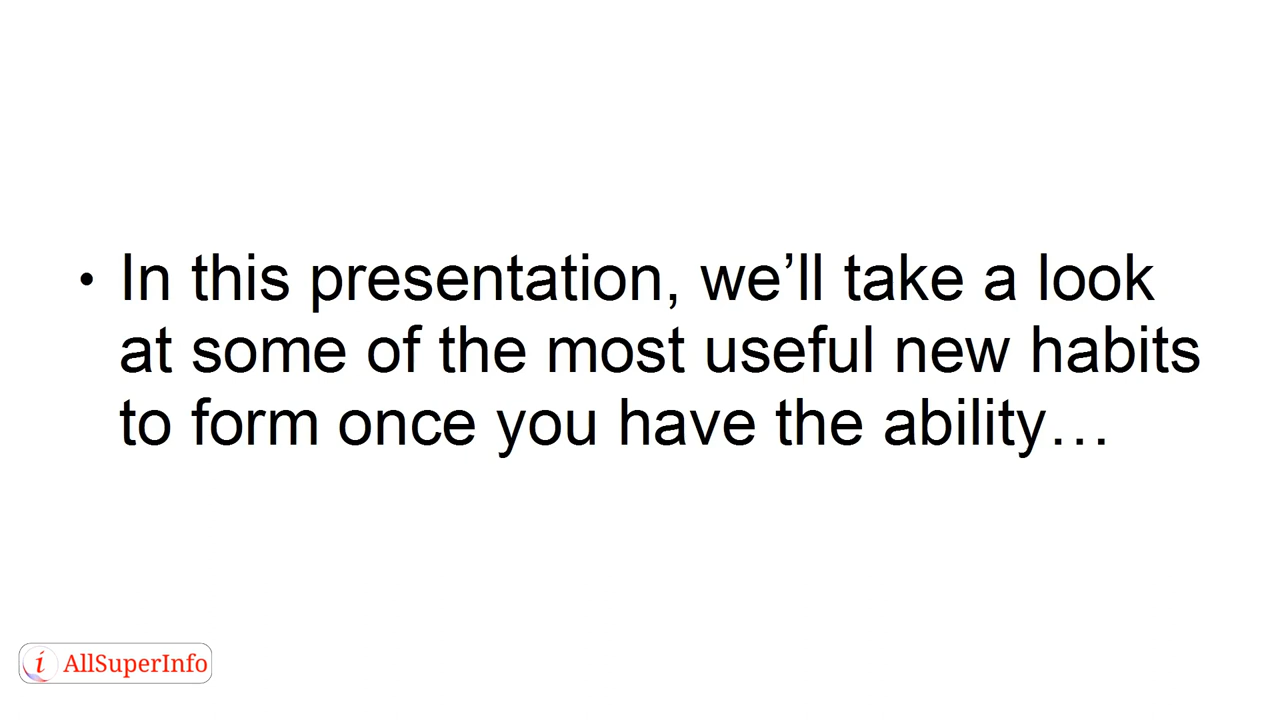 • In this presentation, we’ll take a look
at some of the most useful new habits
to form once you have the ability…
i AllSuperInfo